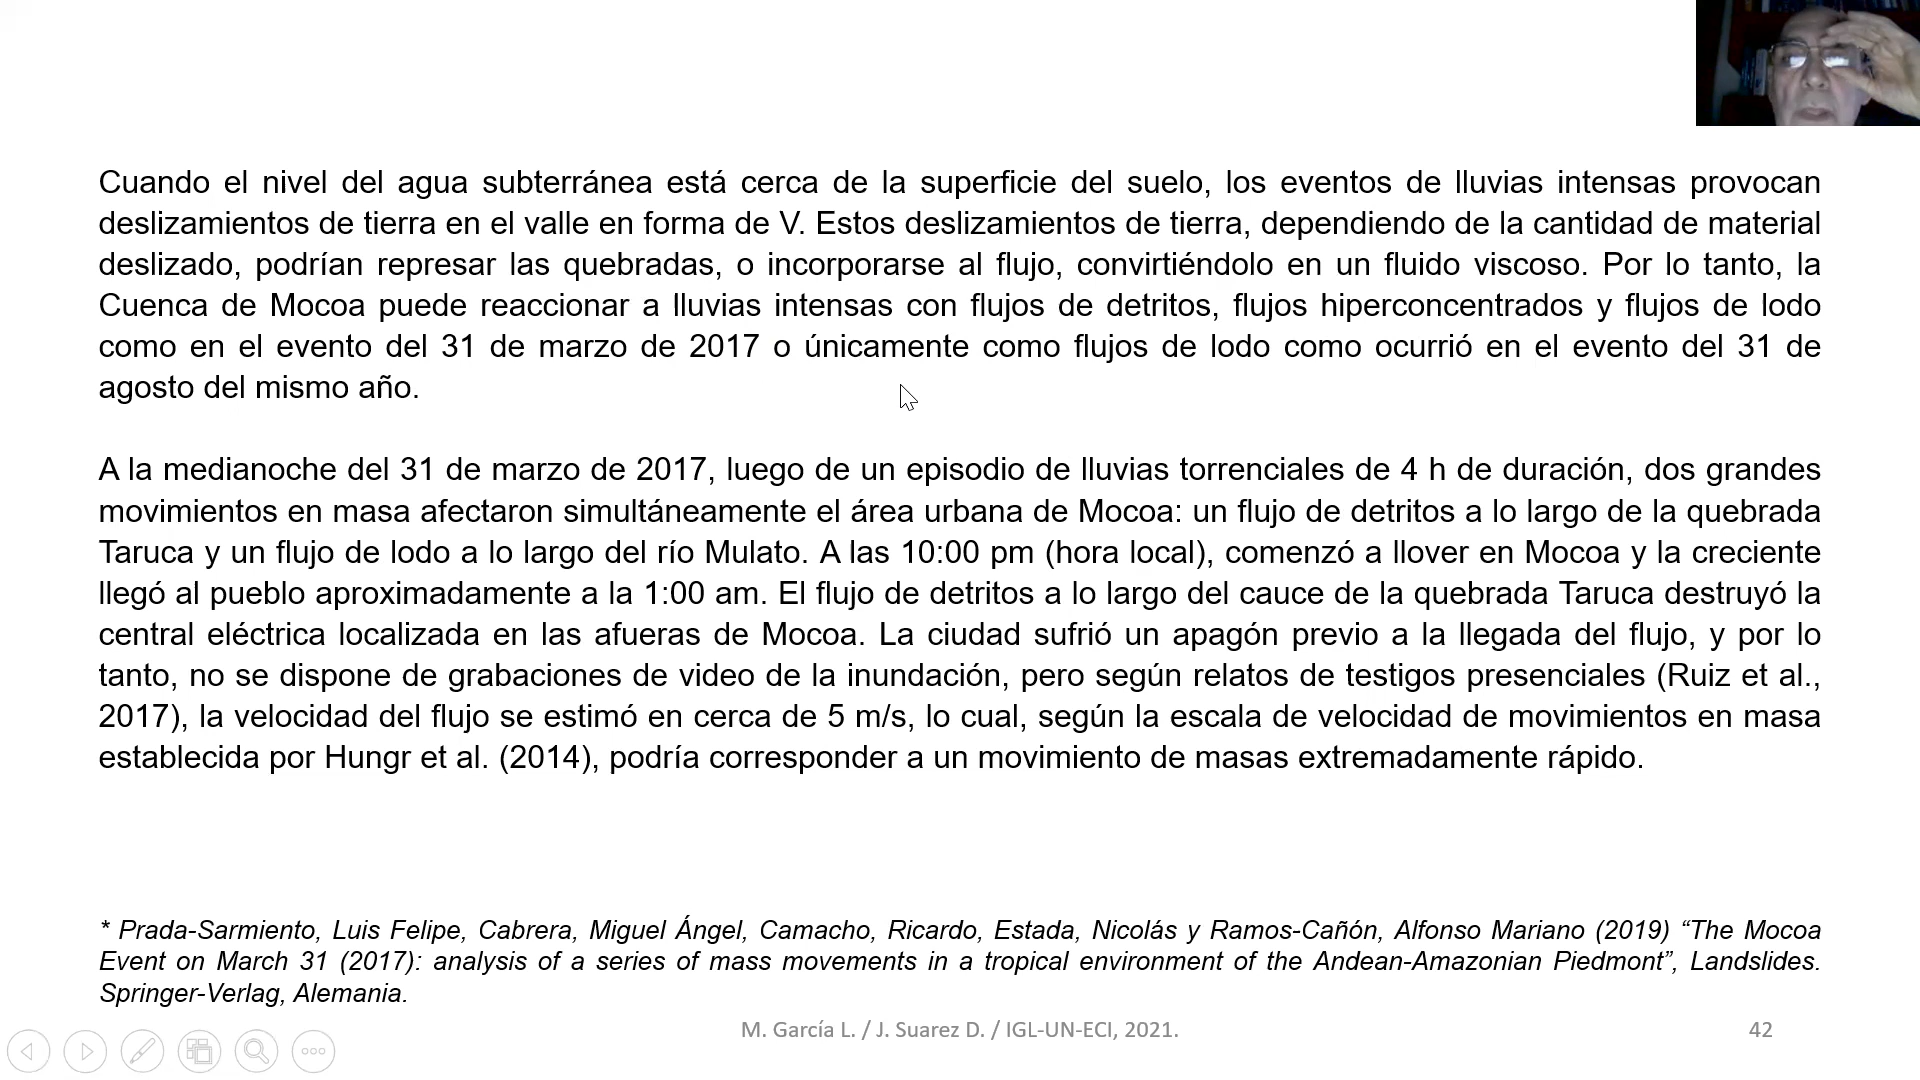 Cuando el nivel del agua subterránea está cerca de la superficie del suelo, los eventos de lluvias intensas provocan
deslizamientos de tierra en el valle en forma de V. Estos deslizamientos de tierra, dependiendo de la cantidad de material
deslizado, podrían represar las quebradas, o incorporarse al flujo, convirtiéndolo en un fluido viscoso. Por lo tanto, la
Cuenca de Mocoa puede reaccionar a lluvias intensas con flujos de detritos, flujos hiperconcentrados y flujos de lodo
como en el evento del 31 de marzo de 2017 o únicamente como flujos de lodo como ocurrió en el evento del 31 de
agosto del mismo año.
A la medianoche del 31 de marzo de 2017, luego de un episodio de lluvias torrenciales de 4 h de duración, dos grandes
movimientos en masa afectaron simultáneamente el área urbana de Mocoa: un flujo de detritos a lo largo de la quebrada
Taruca y un flujo de lodo a lo largo del río Mulato. A las 10:00 pm (hora local), comenzó a llover en Mocoa y la creciente
llegó al pueblo aproximadamente a la 1:00 am. El flujo de detritos a lo largo del cauce de la quebrada Taruca destruyó la
central eléctrica localizada en las afueras de Mocoa. La ciudad sufrió un apagón previo a la llegada del flujo, y por lo
tanto, no se dispone de grabaciones de video de la inundación, pero según relatos de testigos presenciales (Ruiz et al.,
2017), la velocidad del flujo se estimó en cerca de 5 m/s, lo cual, según la escala de velocidad de movimientos en masa
establecida por Hungr et al. (2014), podría corresponder a un movimiento de masas extremadamente rápido.
* Prada-Sarmiento, Luis Felipe, Cabrera, Miguel Ángel, Camacho, Ricardo, Estada, Nicolás y Ramos-Cañón, Alfonso Mariano (2019) “The Mocoa
Event on March 31 (2017): analysis of a series of mass movements in a tropical environment of the Andean-Amazonian Piedmont”, Landslides.
Springer-Verlag, Alemania.
M. García L. / J. Suarez D. / IGL-UN-ECI, 2021.
42